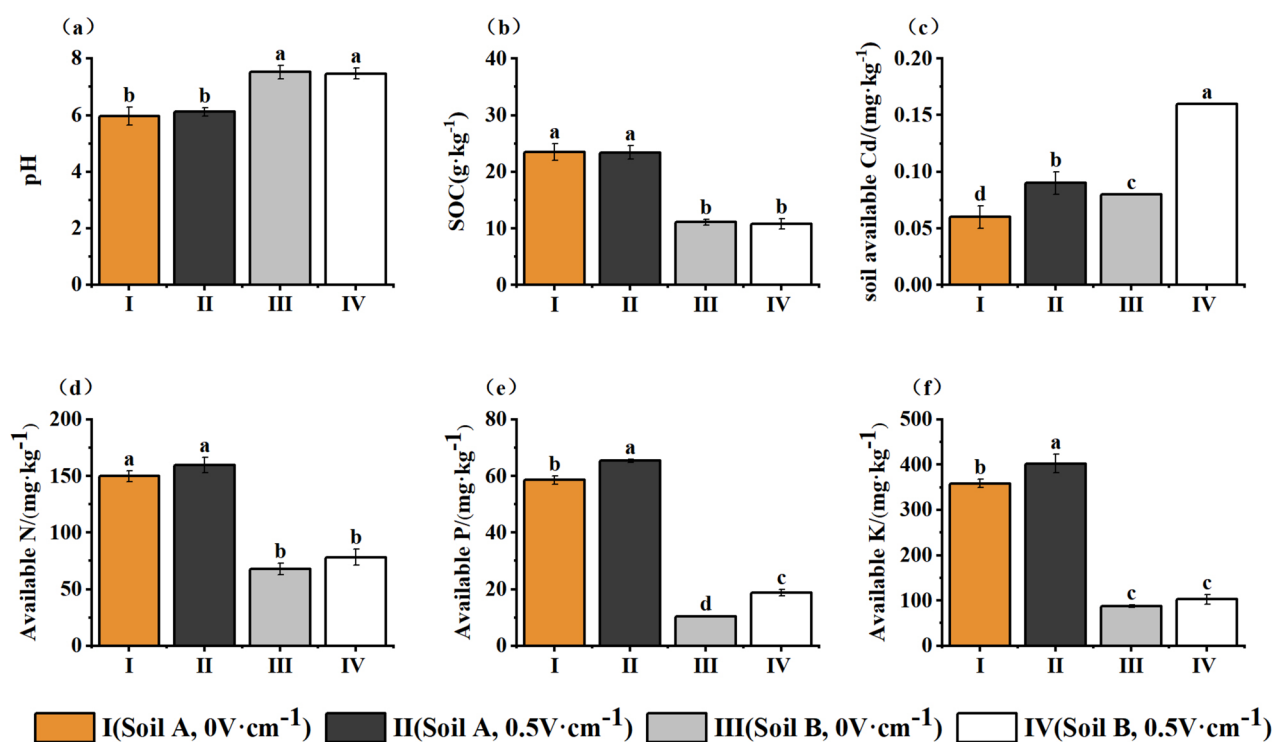 （a）
（b）
（c）
8
6
4
2
0
pH
b
b
a
a
I
II
III
IV
40
30
20
10
0
SOC(g·kg⁻¹)
a
a
b
b
I
II
III
IV
0.20
0.15
0.10
0.05
0.00
soil available Cd/(mg·kg⁻¹)
d
b
c
a
I
II
III
IV
（d）
（e）
（f）
200
150
100
50
0
Available N/(mg·kg⁻¹)
a
a
b
b
I
II
III
IV
80
60
40
20
0
Available P/(mg·kg⁻¹)
b
a
d
c
I
II
III
IV
500
400
300
200
100
0
Available K/(mg·kg⁻¹)
b
a
c
c
I
II
III
IV
I(Soil A, 0V·cm⁻¹) II(Soil A, 0.5V·cm⁻¹) III(Soil B, 0V·cm⁻¹) IV(Soil B, 0.5V·cm⁻¹)